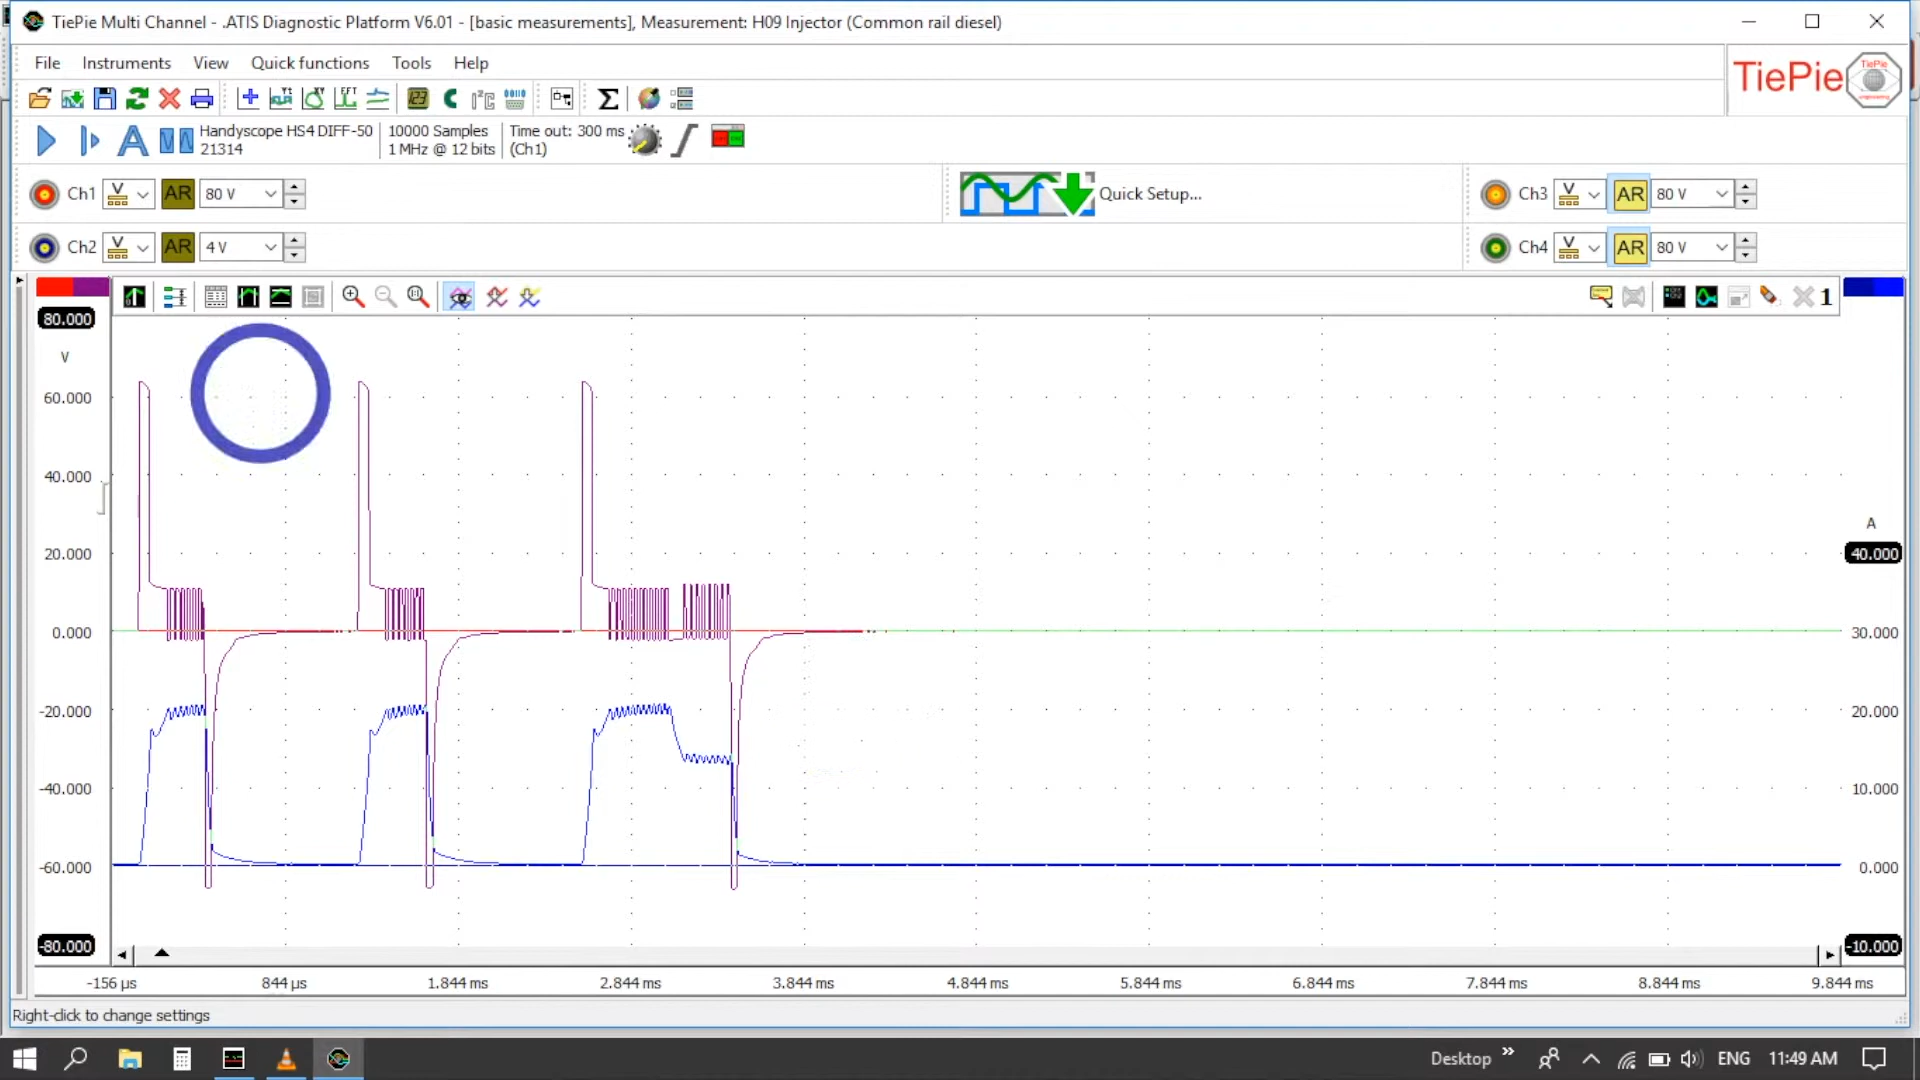 TiePie Multi Channel - .ATIS Diagnostic Platform V6.01 - [basic measurements], Measurement: H09 Injector (Common rail diesel)
File Instruments View Quick functions Tools Help
TiePie
TiePie
Handyscope HS4 DIFF-50
21314
10000 Samples
1 MHz @ 12 bits
Time out: 300 ms
(Ch1)
Ch1 V AR 80 V
Quick Setup...
Ch3 V AR 80 V
Ch2 V AR 4 V
Ch4 V AR 80 V
1
80.000
V
60.000
40.000
20.000
0.000
-20.000
-40.000
-60.000
-80.000
A
40.000
30.000
20.000
10.000
0.000
-10.000
-156 µs 844 µs 1.844 ms 2.844 ms 3.844 ms 4.844 ms 5.844 ms 6.844 ms 7.844 ms 8.844 ms 9.844 ms
Right-click to change settings
Desktop ENG 11:49 AM